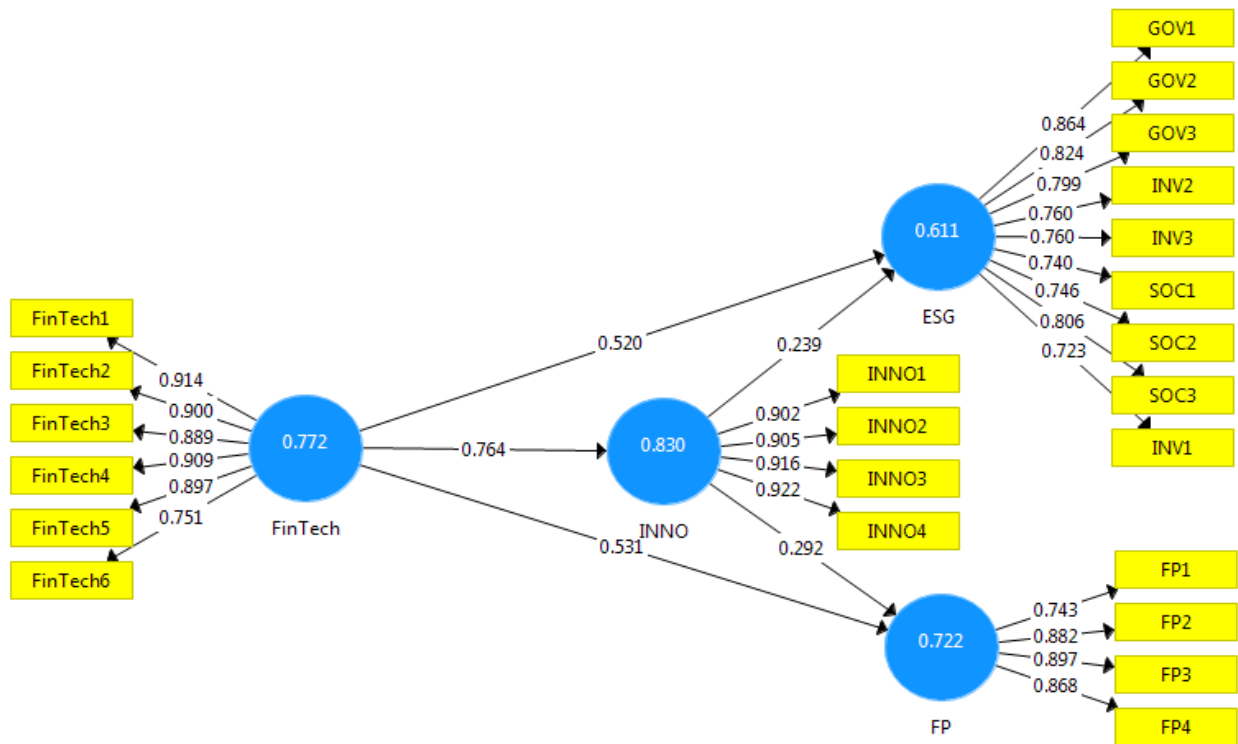 FinTech1
FinTech2
FinTech3
FinTech4
FinTech5
FinTech6
0.914
0.900
0.889
0.909
0.897
0.751
0.772
FinTech
0.520
0.764
0.531
0.830
INNO
0.239
0.292
0.902
0.905
0.916
0.922
INNO1
INNO2
INNO3
INNO4
0.611
ESG
0.864
0.824
0.799
0.760
0.760
0.740
0.746
0.806
0.723
GOV1
GOV2
GOV3
INV2
INV3
SOC1
SOC2
SOC3
INV1
0.722
FP
0.743
0.882
0.897
0.868
FP1
FP2
FP3
FP4